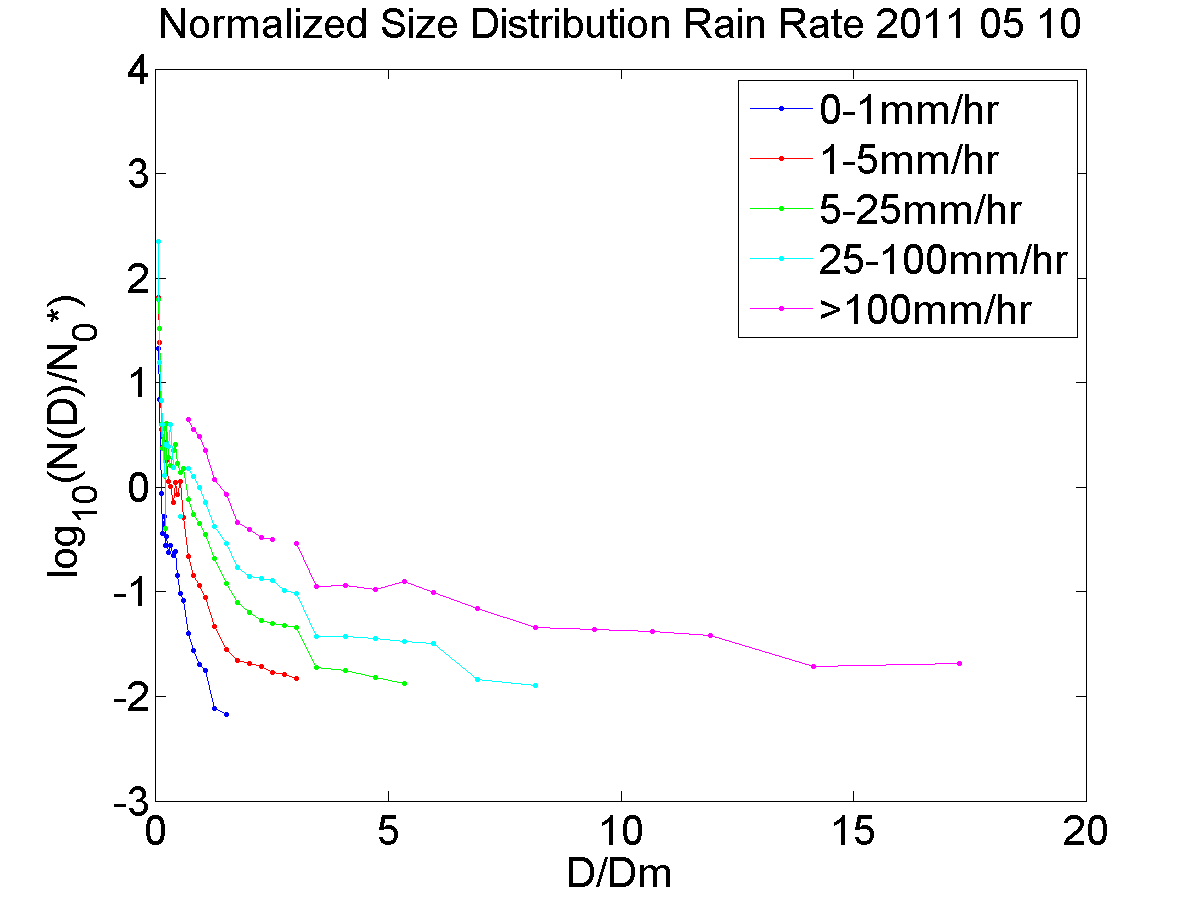 Normalized Size Distribution Rain Rate 2011 05 10
4
3
2
1
0
-1
-2
-3
log10(N(D)/N0*)
0-1mm/hr
1-5mm/hr
5-25mm/hr
25-100mm/hr
>100mm/hr
0 5 10 15 20
D/Dm